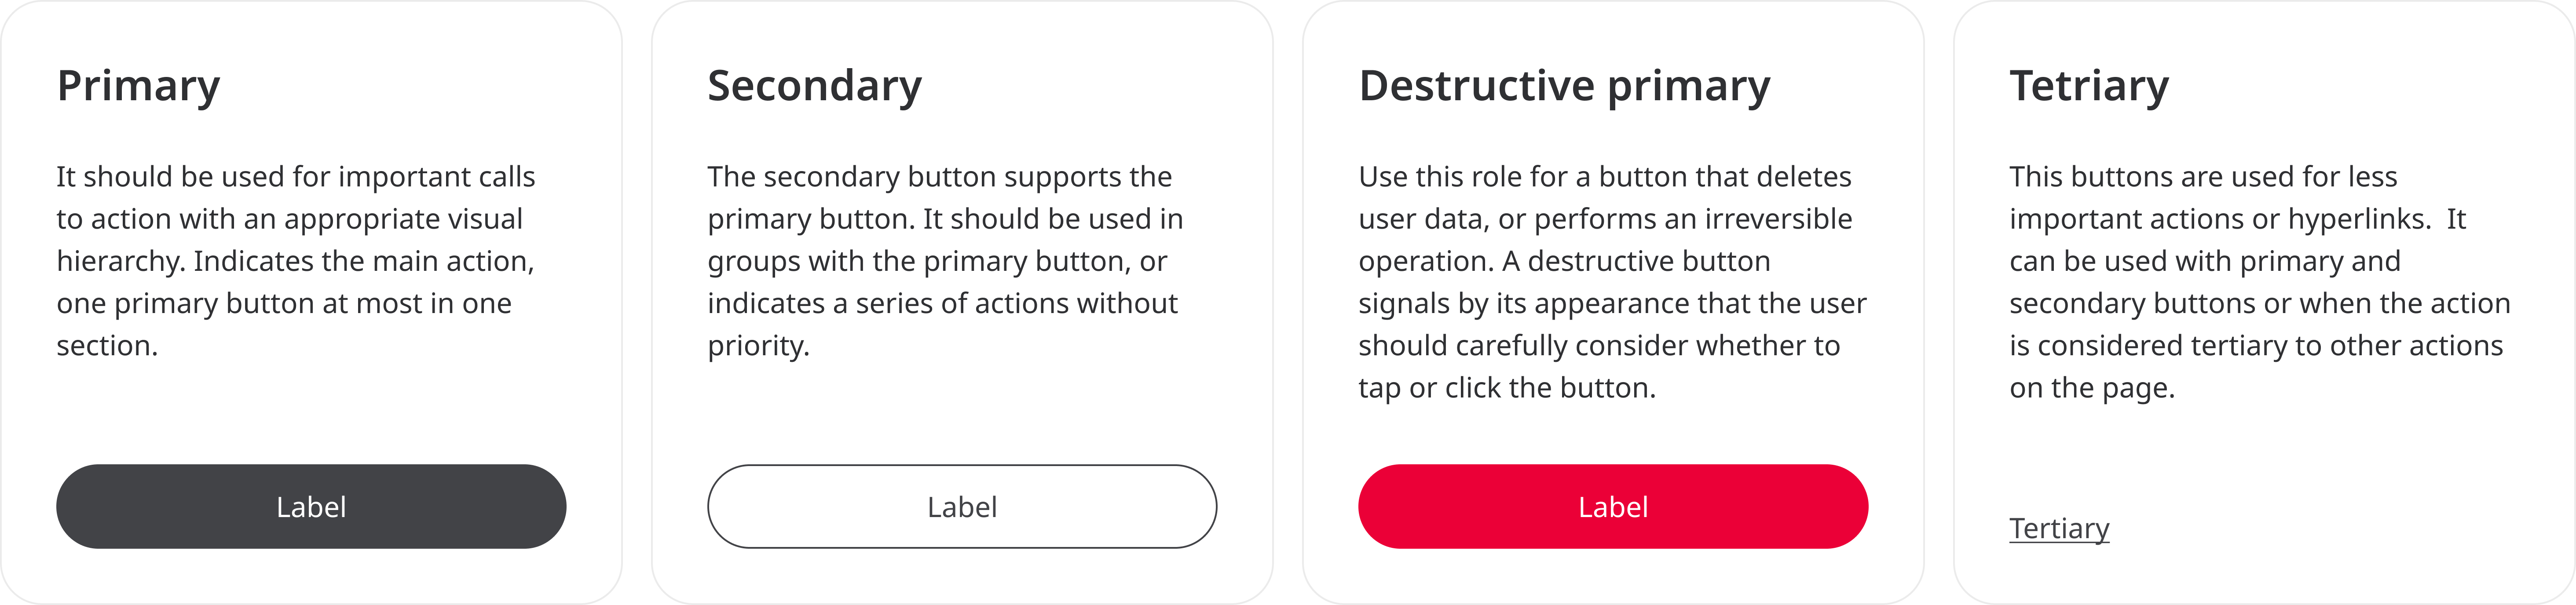 Primary
It should be used for important calls
to action with an appropriate visual
hierarchy. Indicates the main action,
one primary button at most in one
section.
Label
Secondary
The secondary button supports the
primary button. It should be used in
groups with the primary button, or
indicates a series of actions without
priority.
Label
Destructive primary
Use this role for a button that deletes
user data, or performs an irreversible
operation. A destructive button
signals by its appearance that the user
should carefully consider whether to
tap or click the button.
Label
Tetriary
This buttons are used for less
important actions or hyperlinks.  It
can be used with primary and
secondary buttons or when the action
is considered tertiary to other actions
on the page.
Tertiary